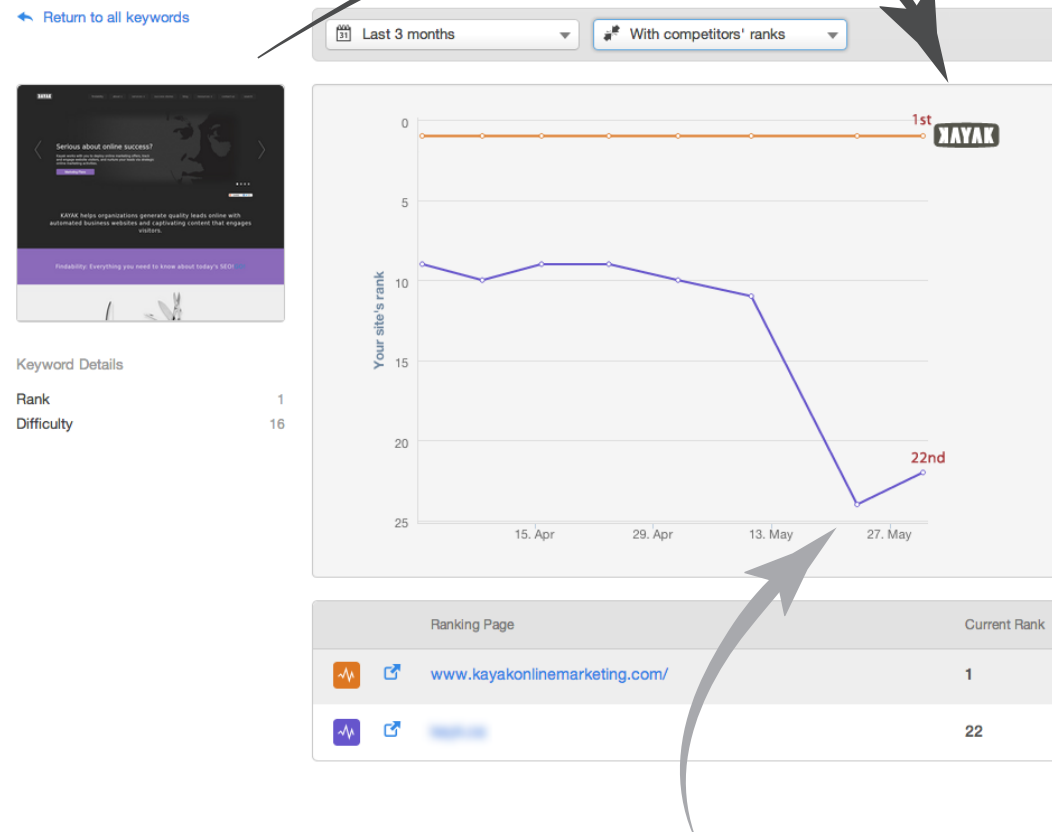 Return to all keywords
31
Last 3 months
With competitors' ranks
KAYAK
Serious about online success?
KAYAK helps organizations generate quality leads online with
automated business websites and captivating content that engages
visitors.
Findability: Everything you need to know about today's SEO!
Keyword Details
Rank 1
Difficulty 16
Your site's rank
0
5
10
15
20
25
1st
KAYAK
22nd
15. Apr 29. Apr 13. May 27. May
Ranking Page Current Rank
www.kayakonlinemarketing.com/ 1
22